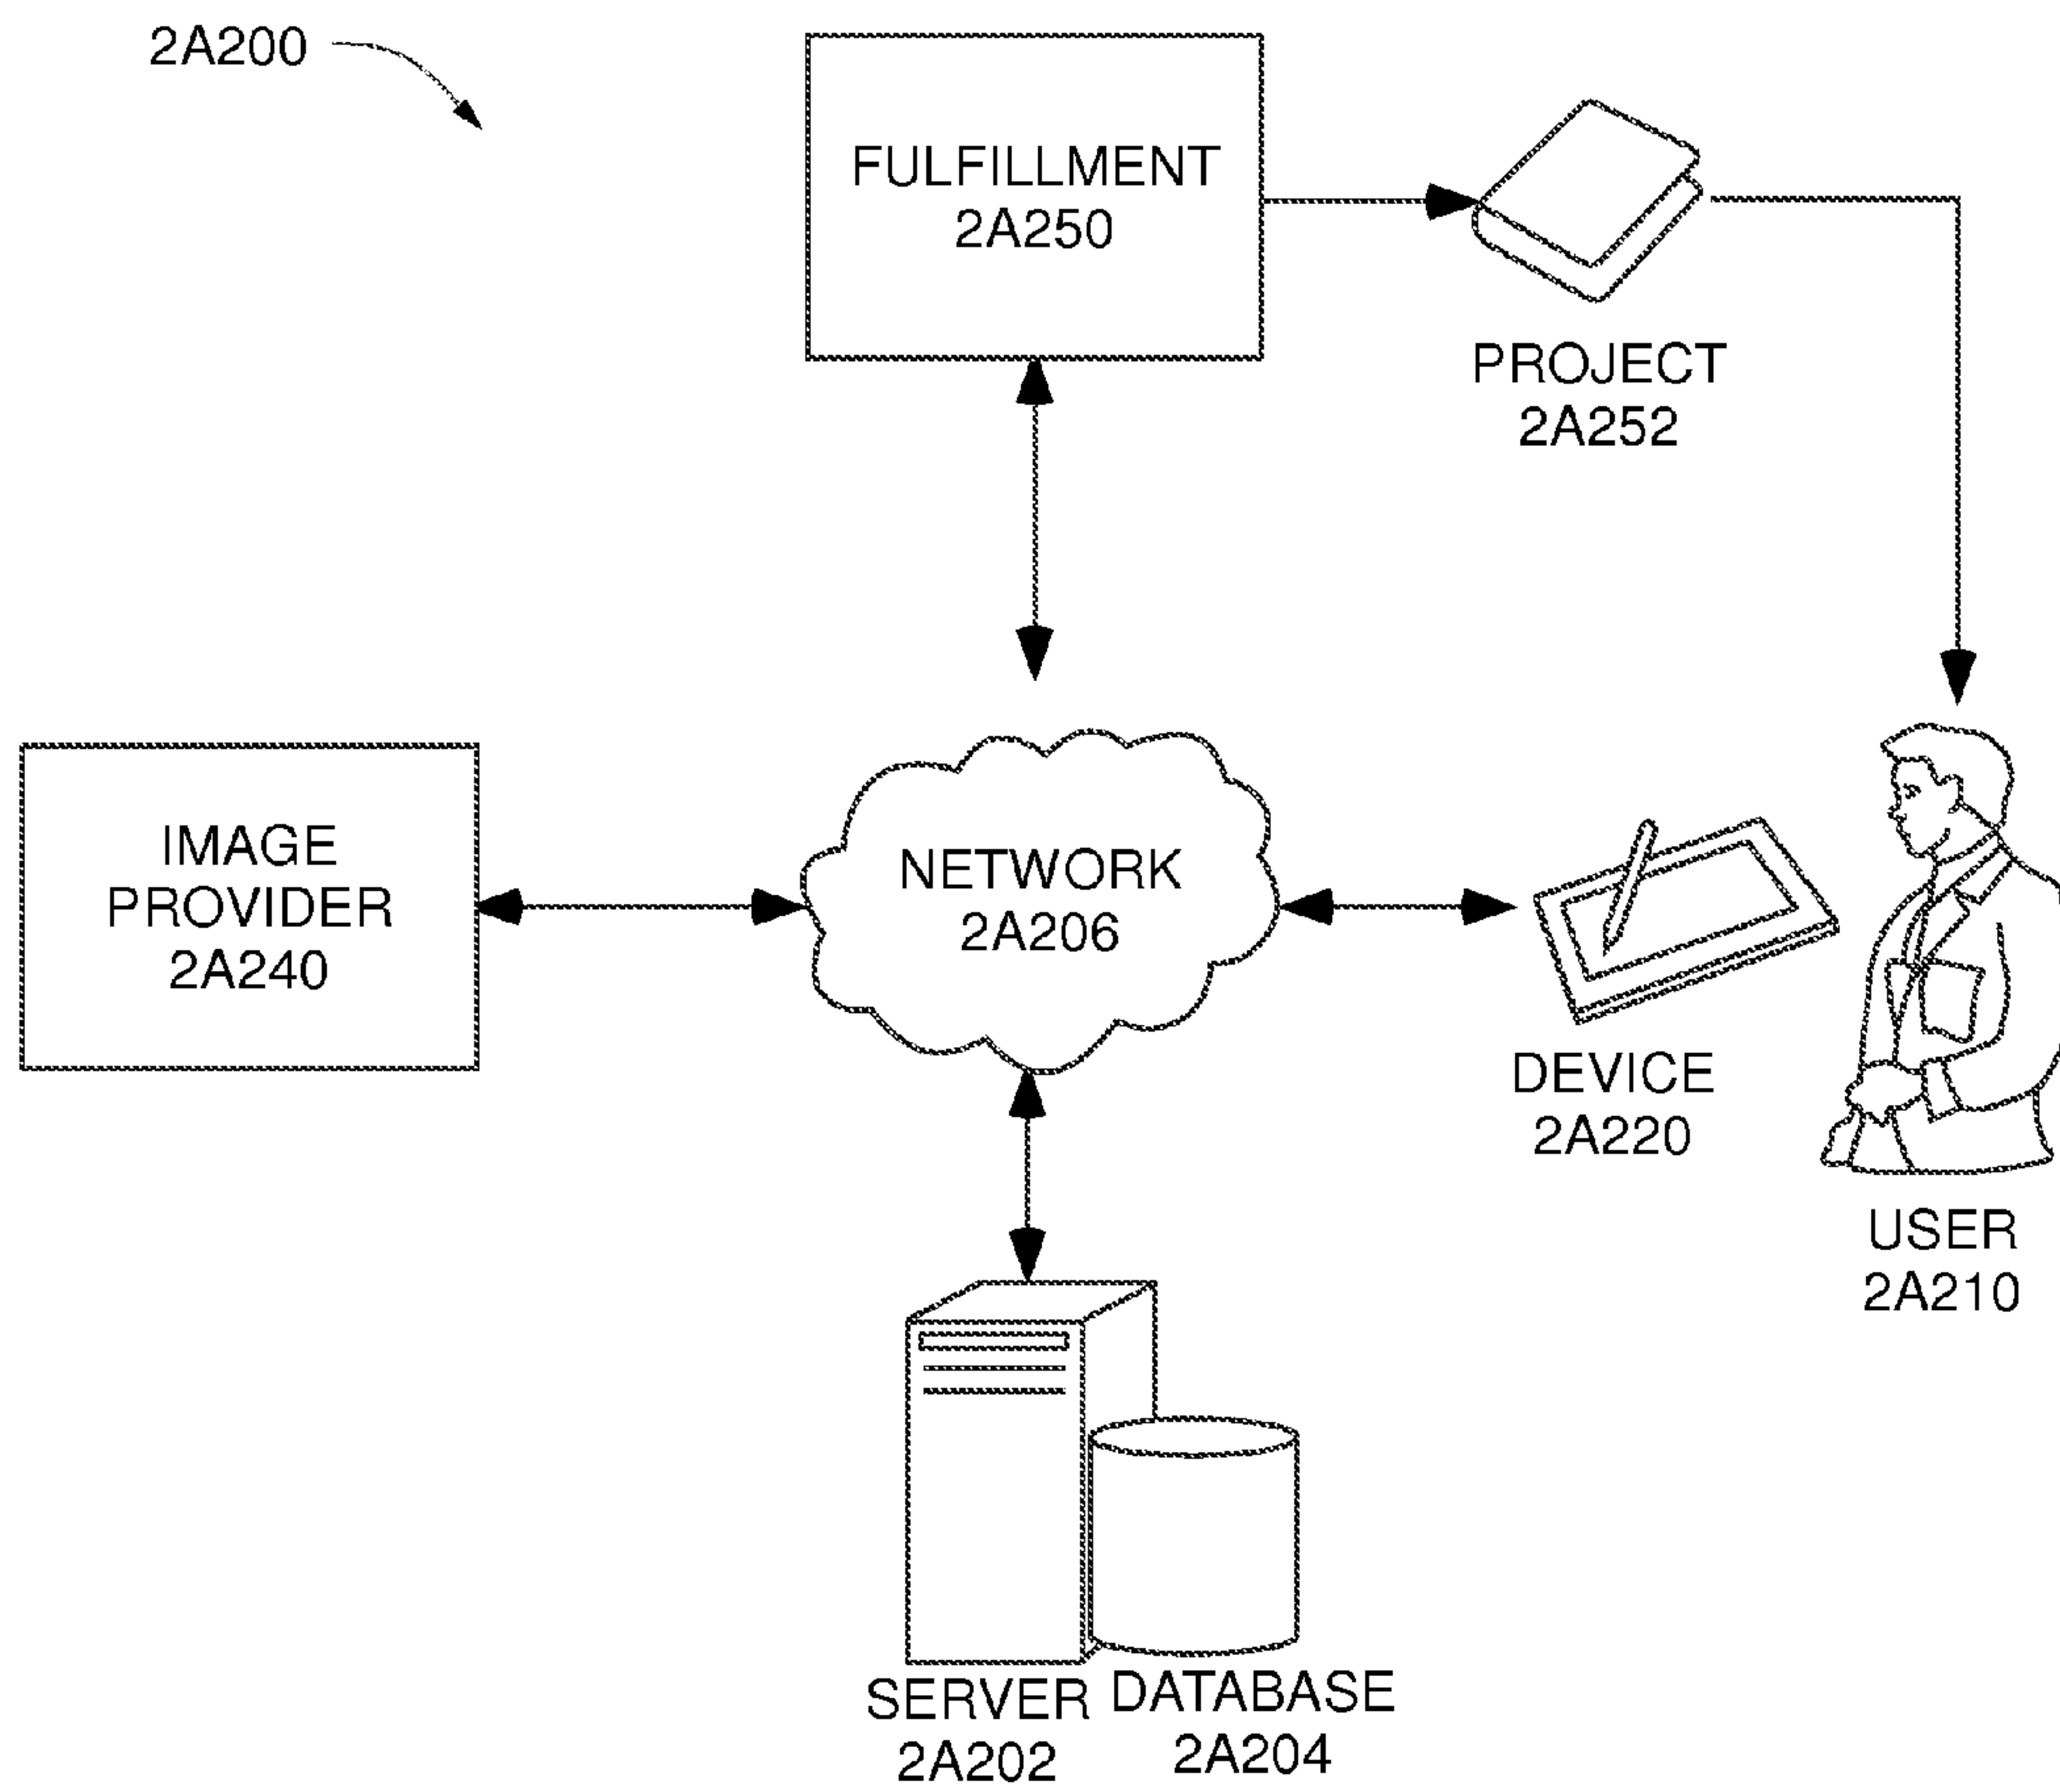 2A200
FULFILLMENT
2A250
PROJECT
2A252
IMAGE
PROVIDER
2A240
NETWORK
2A206
DEVICE
2A220
USER
2A210
SERVER
2A202
DATABASE
2A204